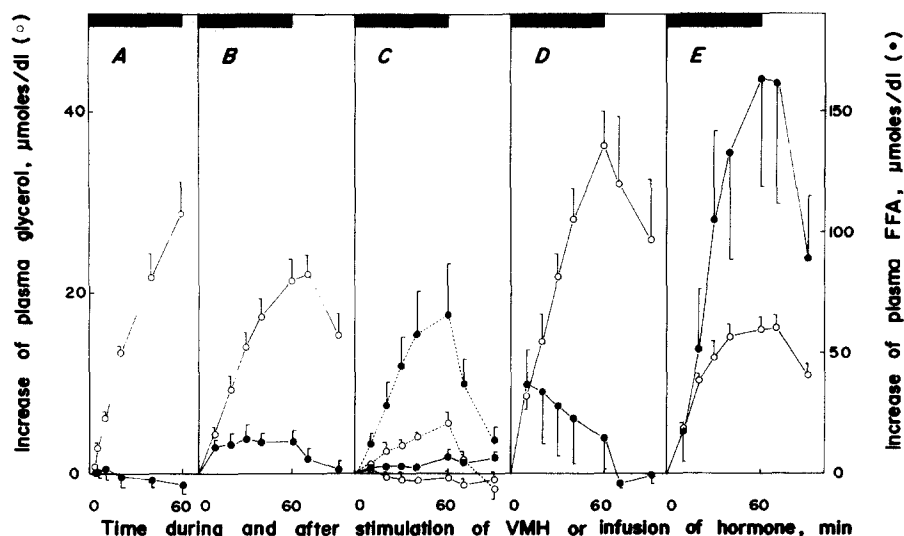 Increase of plasma glycerol, μmoles/dl (○)
40
20
0
A
B
C
D
E
150
100
50
0
Increase of plasma FFA, μmoles/dl (•)
0 60 0 60 0 60 0 60 0 60
Time during and after stimulation of VMH or infusion of hormone, min